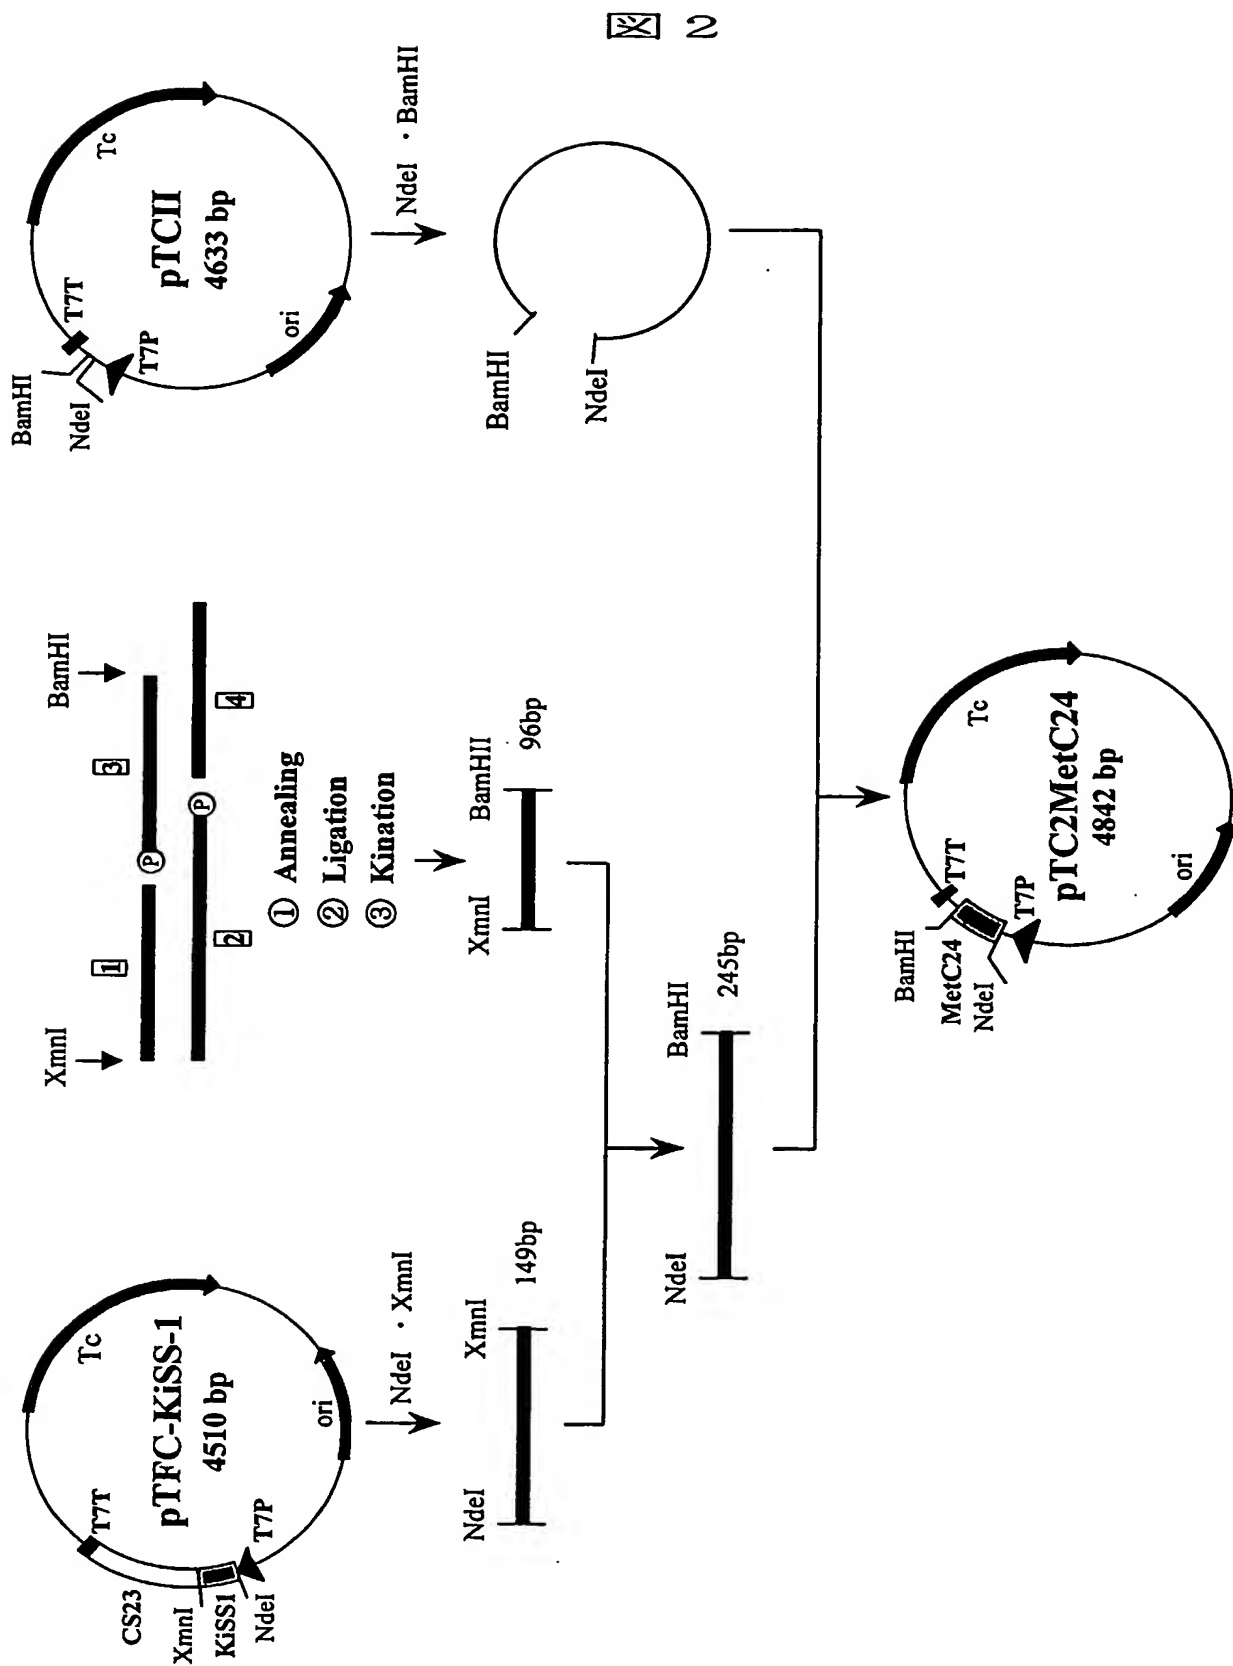 図 2
pTFC-KiSS-1
4510 bp
Tc
ori
T7T
T7P
CS23
XmnI
KiSS1
NdeI
NdeI・XmnI
NdeI
XmnI
149bp
XmnI
BamHI
1
3
P
P
2
4
① Annealing
② Ligation
③ Kination
XmnI
BamHII
96bp
NdeI
BamHI
245bp
pTCII
4633 bp
Tc
ori
T7T
T7P
BamHI
NdeI
NdeI・BamHI
BamHI
NdeI
pTC2MetC24
4842 bp
Tc
ori
T7T
T7P
BamHI
MetC24
NdeI